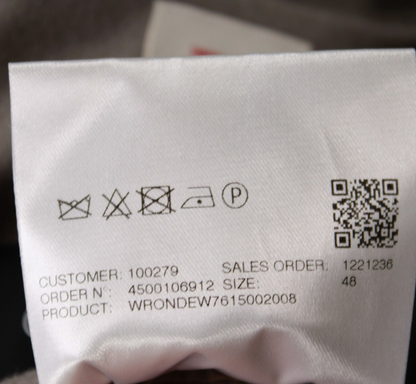 P
CUSTOMER: 100279 SALES ORDER: 1221236
ORDER N°: 4500106912 SIZE: 48
PRODUCT: WRONDEW7615002008